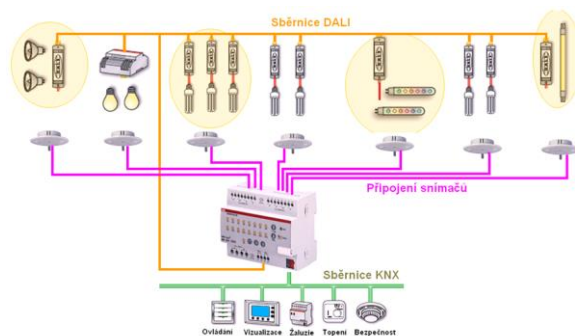 Sběrnice DALI
Připojení snímačů
Sběrnice KNX
Ovládání Vizualizace Žaluzie Topení Bezpečnost